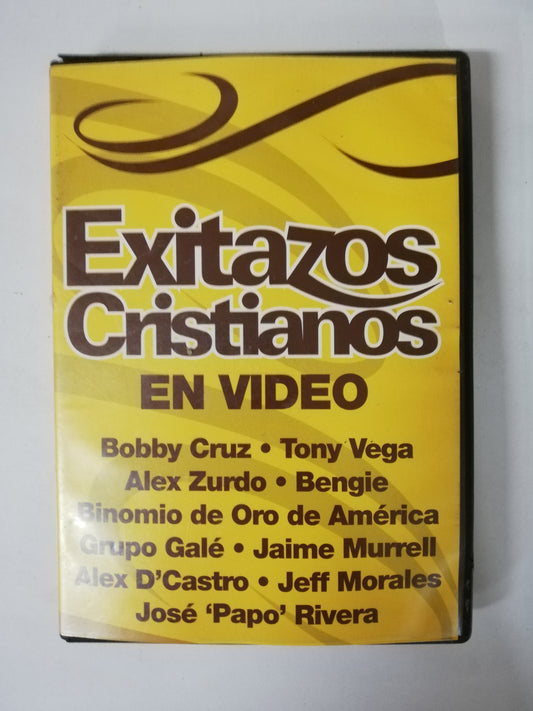 Exitazos
Cristianos
EN VIDEO
Bobby Cruz • Tony Vega
Alex Zurdo • Bengie
Binomio de Oro de América
Grupo Galé • Jaime Murrell
Alex D'Castro • Jeff Morales
José 'Papo' Rivera